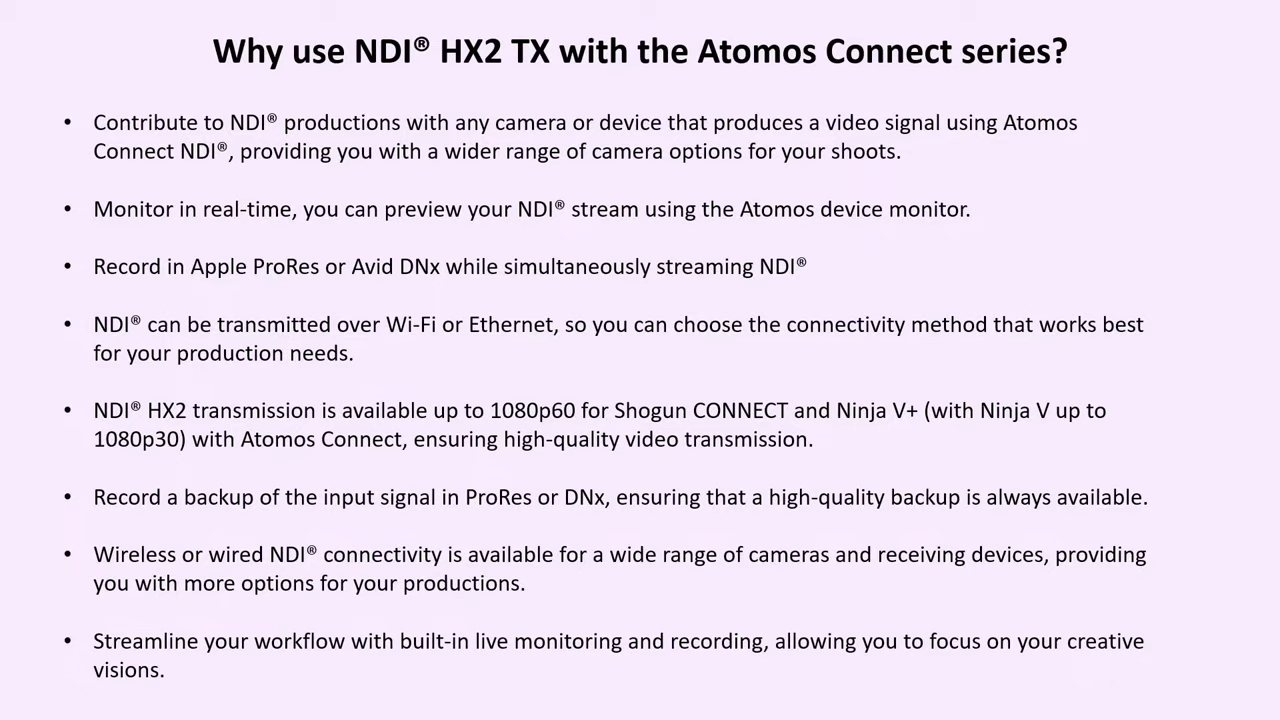 Why use NDI® HX2 TX with the Atomos Connect series?
• Contribute to NDI® productions with any camera or device that produces a video signal using Atomos
Connect NDI®, providing you with a wider range of camera options for your shoots.
• Monitor in real-time, you can preview your NDI® stream using the Atomos device monitor.
• Record in Apple ProRes or Avid DNx while simultaneously streaming NDI®
• NDI® can be transmitted over Wi-Fi or Ethernet, so you can choose the connectivity method that works best
for your production needs.
• NDI® HX2 transmission is available up to 1080p60 for Shogun CONNECT and Ninja V+ (with Ninja V up to
1080p30) with Atomos Connect, ensuring high-quality video transmission.
• Record a backup of the input signal in ProRes or DNx, ensuring that a high-quality backup is always available.
• Wireless or wired NDI® connectivity is available for a wide range of cameras and receiving devices, providing
you with more options for your productions.
• Streamline your workflow with built-in live monitoring and recording, allowing you to focus on your creative
visions.